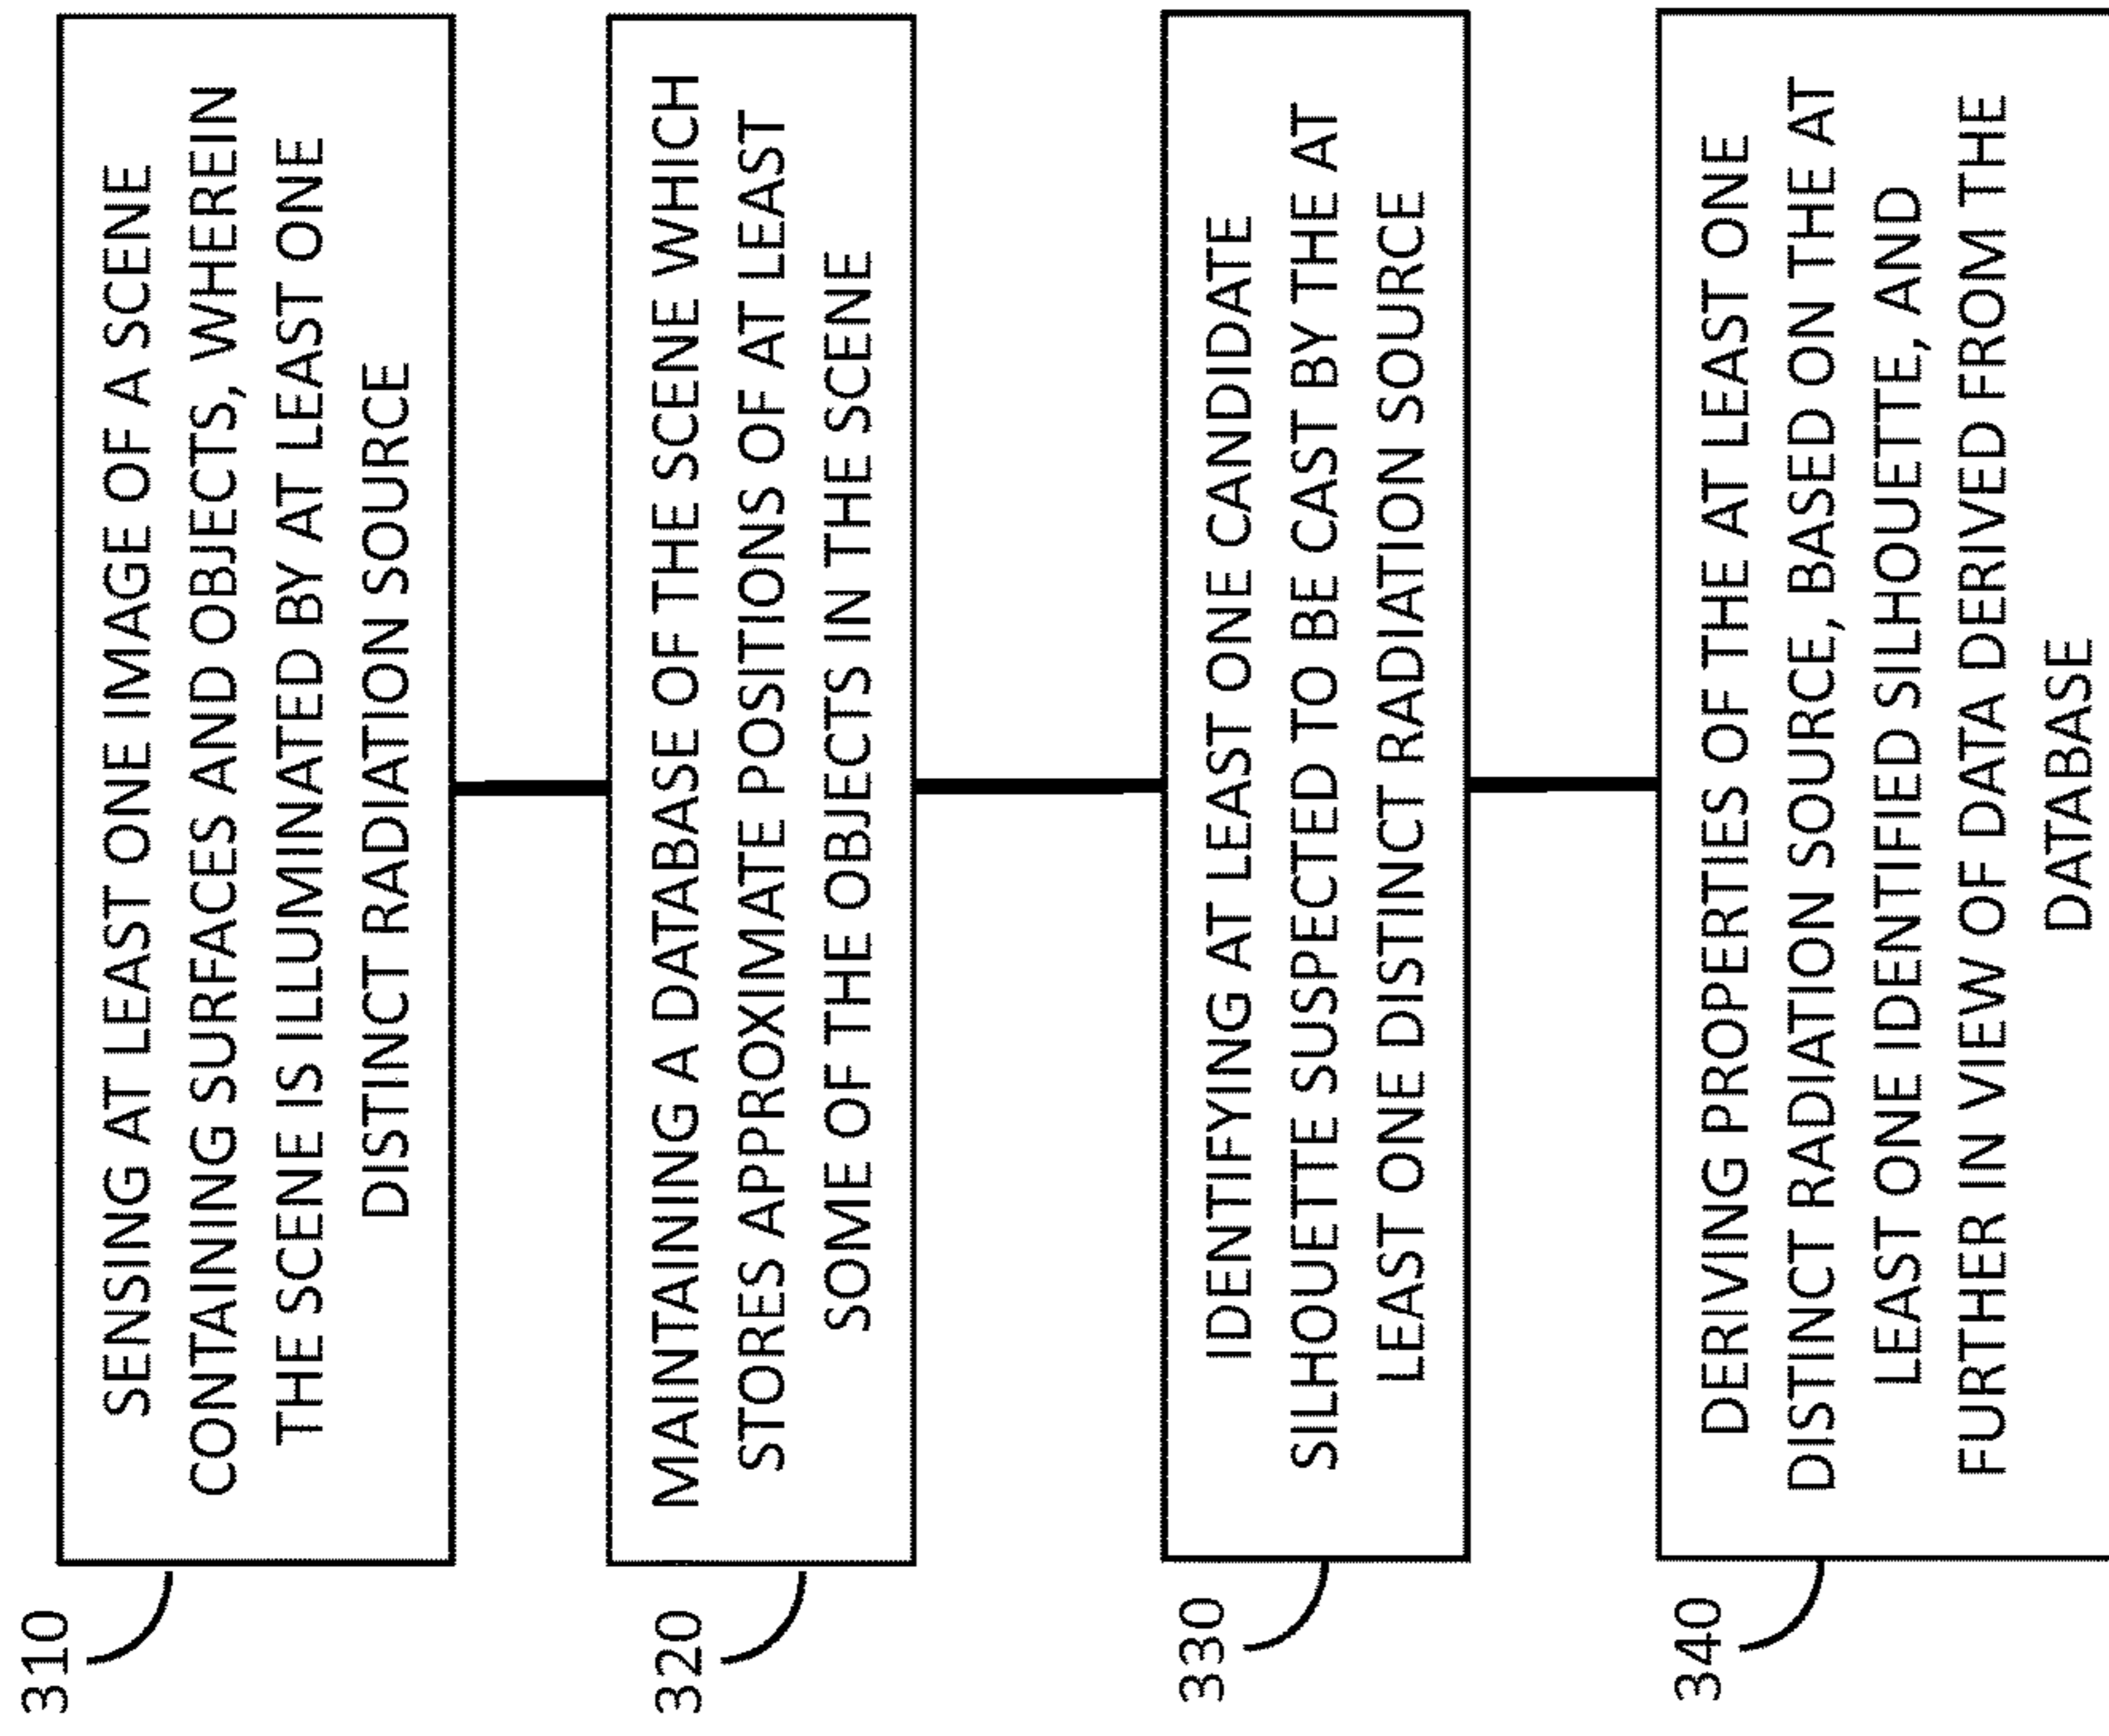 310
SENSING AT LEAST ONE IMAGE OF A SCENE
CONTAINING SURFACES AND OBJECTS, WHEREIN
THE SCENE IS ILLUMINATED BY AT LEAST ONE
DISTINCT RADIATION SOURCE
320
MAINTAINING A DATABASE OF THE SCENE WHICH
STORES APPROXIMATE POSITIONS OF AT LEAST
SOME OF THE OBJECTS IN THE SCENE
330
IDENTIFYING AT LEAST ONE CANDIDATE
SILHOUETTE SUSPECTED TO BE CAST BY THE AT
LEAST ONE DISTINCT RADIATION SOURCE
340
DERIVING PROPERTIES OF THE AT LEAST ONE
DISTINCT RADIATION SOURCE, BASED ON THE AT
LEAST ONE IDENTIFIED SILHOUETTE, AND
FURTHER IN VIEW OF DATA DERIVED FROM THE
DATABASE